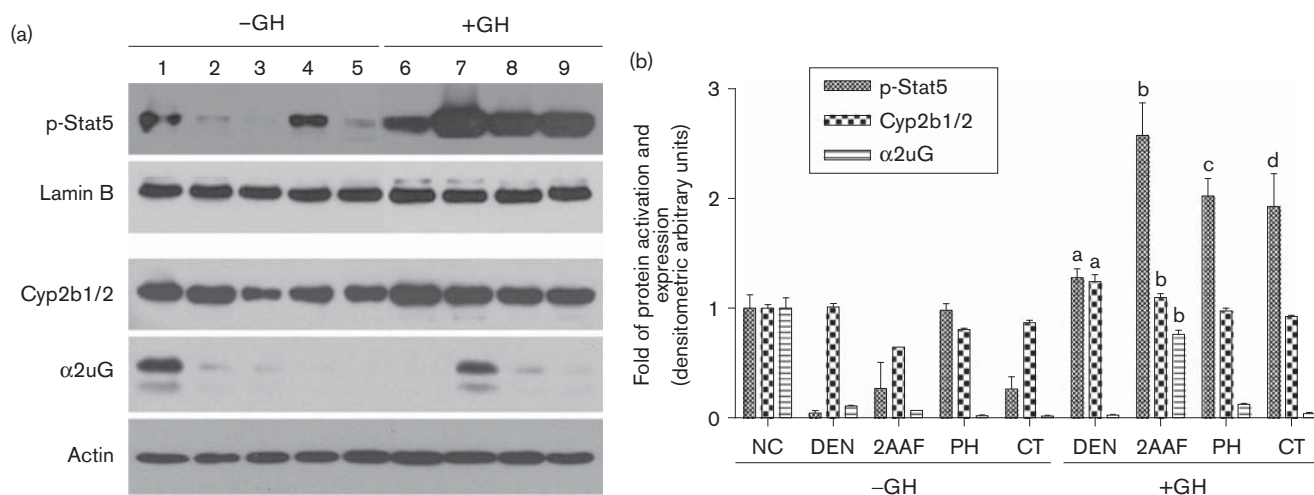 (a)
–GH
+GH
1 2 3 4 5 6 7 8 9
p-Stat5
Lamin B
Cyp2b1/2
α2uG
Actin
(b)
Fold of protein activation and
expression
(densitometric arbitrary units)
3
2
1
0
p-Stat5
Cyp2b1/2
α2uG
a a b b b c d
NC DEN 2AAF PH CT DEN 2AAF PH CT
–GH
+GH